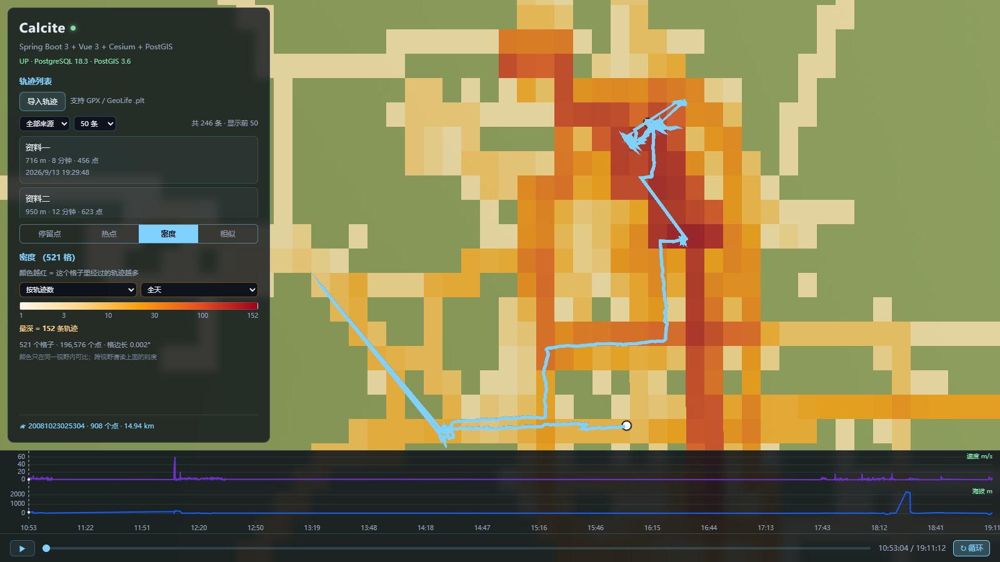 Calcite
Spring Boot 3 + Vue 3 + Cesium + PostGIS
UP · PostgreSQL 18.3 · PostGIS 3.6
轨迹列表
导入轨迹 支持 GPX / GeoLife .plt
全部来源 50 条 共 246 条 · 显示前 50
资料一
716 m · 8 分钟 · 456 点
2026/9/13 19:29:48
资料二
950 m · 12 分钟 · 623 点
停留点 热点 密度 相似
密度 (521 格)
颜色越红 = 这个格子里经过的轨迹越多
按轨迹数 全天
1 3 10 30 100 152
最深 = 152 条轨迹
521 个格子 · 196,576 个点 · 格边长 0.002°
颜色只在同一视野内可比；跨视野请读上面的刻度
20081023025304 · 908 个点 · 14.94 km
速度 m/s
60
40
20
0
海拔 m
2000
1000
0
10:53 11:22 11:51 12:20 12:50 13:19 13:48 14:18 14:47 15:16 15:46 16:15 16:44 17:13 17:43 18:12 18:41 19:11
10:53:04 / 19:11:12 ↻ 循环